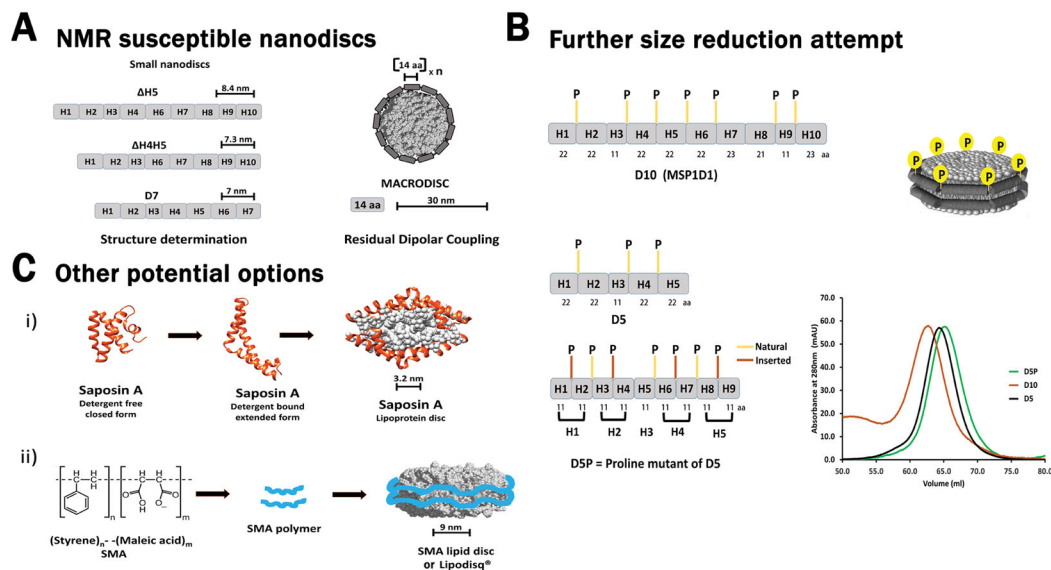 A NMR susceptible nanodiscs
Small nanodiscs
ΔH5
8.4 nm
H1 H2 H3 H4 H6 H7 H8 H9 H10
ΔH4H5
7.3 nm
H1 H2 H3 H6 H7 H8 H9 H10
D7
7 nm
H1 H2 H3 H4 H5 H6 H7
Structure determination
[14 aa] x n
MACRODISC
14 aa
30 nm
Residual Dipolar Coupling
B Further size reduction attempt
P P P P P P P
H1 H2 H3 H4 H5 H6 H7 H8 H9 H10
22 22 11 22 22 22 23 21 11 23 aa
D10 (MSP1D1)
P P P P P P P
P P P
H1 H2 H3 H4 H5
22 22 11 22 22 aa
D5
Natural
Inserted
P P P P P P P
H1 H2 H3 H4 H5 H6 H7 H8 H9
11 11 11 11 11 11 11 11 11 aa
H1 H2 H3 H4 H5
D5P = Proline mutant of D5
Absorbance at 280nm (mAU)
70.0
60.0
50.0
40.0
30.0
20.0
10.0
0.0
50.0 55.0 60.0 65.0 70.0 75.0 80.0
Volume (ml)
D5P
D10
D5
C Other potential options
i)
Saposin A
Detergent free
closed form
Saposin A
Detergent bound
extended form
3.2 nm
Saposin A
Lipoprotein disc
ii)
H H H H H
O C C O
O O
H −
n m
(Styrene)n- -(Maleic acid)m
SMA
SMA polymer
9 nm
SMA lipid disc
or Lipodisq®